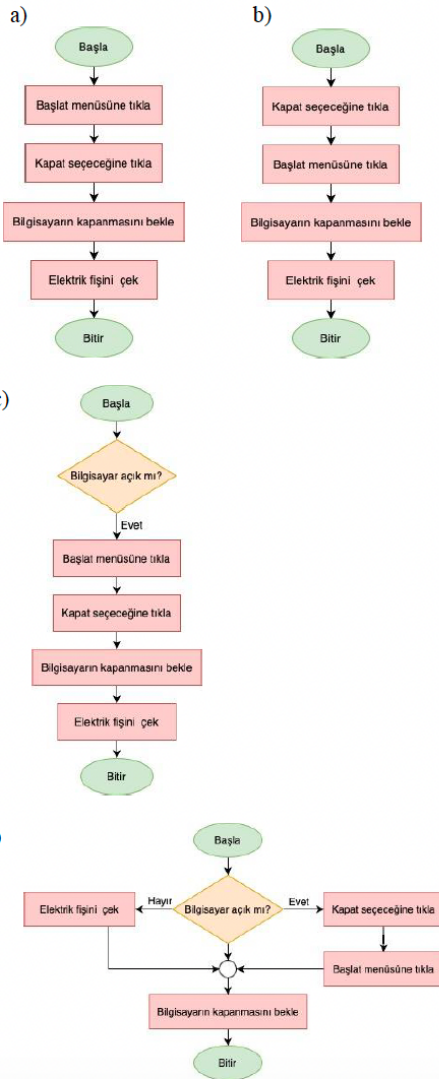 a)
b)
Başla
Başla
Başlat menüsüne tıkla
Kapat seçeceğine tıkla
Kapat seçeceğine tıkla
Başlat menüsüne tıkla
Bilgisayarın kapanmasını bekle
Bilgisayarın kapanmasını bekle
Elektrik fişini çek
Elektrik fişini çek
Bitir
Bitir
Başla
Bilgisayar açık mı?
Evet
Başlat menüsüne tıkla
Kapat seçeceğine tıkla
Bilgisayarın kapanmasını bekle
Elektrik fişini çek
Bitir
Başla
Elektrik fişini çek
Hayır
Bilgisayar açık mı?
Evet
Kapat seçeceğine tıkla
Başlat menüsüne tıkla
Bilgisayarın kapanmasını bekle
Bitir